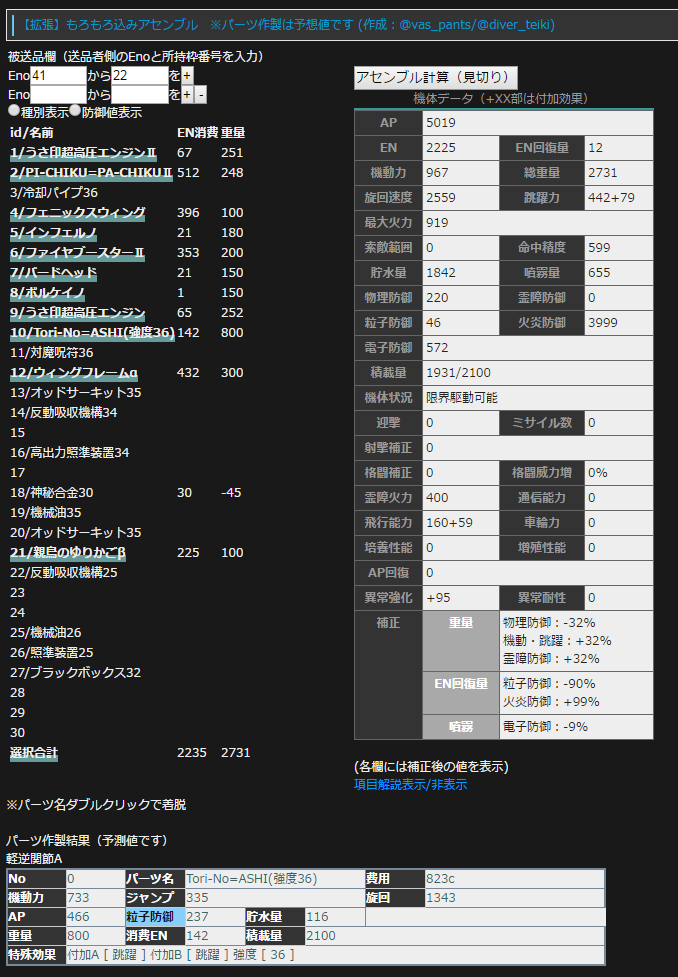 【拡張】もろもろ込みアセンブル　※パーツ作製は予想値です (作成：@vas_pants/@diver_teiki)
被送品欄（送品者側のEnoと所持枠番号を入力）
Eno 41 から 22 を +
Eno から を + -
種別表示 防御値表示
id/名前 EN消費 重量
1/うさ印超高圧エンジンⅡ 67 251
2/PI-CHIKU=PA-CHIKUⅡ 512 248
3/冷却パイプ36
4/フェニックスウィング 396 100
5/インフェルノ 21 180
6/ファイヤブースターⅡ 353 200
7/バードヘッド 21 150
8/ボルケイノ 1 150
9/うさ印超高圧エンジン 65 252
10/Tori-No=ASHI(強度36) 142 800
11/対魔呪符36
12/ウィングフレームα 432 300
13/オッドサーキット35
14/反動吸収機構34
15
16/高出力照準装置34
17
18/神秘合金30 30 -45
19/機械油35
20/オッドサーキット35
21/親鳥のゆりかごβ 225 100
22/反動吸収機構25
23
24
25/機械油26
26/照準装置25
27/ブラックボックス32
28
29
30
選択合計 2235 2731
※パーツ名ダブルクリックで着脱
アセンブル計算（見切り）
機体データ（+XX部は付加効果）
AP 5019
EN 2225 EN回復量 12
機動力 967 総重量 2731
旋回速度 2559 跳躍力 442+79
最大火力 919
索敵範囲 0 命中精度 599
貯水量 1842 噴霧量 655
物理防御 220 霊障防御 0
粒子防御 46 火炎防御 3999
電子防御 572
積載量 1931/2100
機体状況 限界駆動可能
迎撃 0 ミサイル数 0
射撃補正 0
格闘補正 0 格闘威力増 0%
霊障火力 400 通信能力 0
飛行能力 160+59 車輪力 0
培養性能 0 増殖性能 0
AP回復 0
異常強化 +95 異常耐性 0
補正 重量 物理防御：-32%
機動・跳躍：+32%
霊障防御：+32%
EN回復量 粒子防御：-90%
火炎防御：+99%
噴霧 電子防御：-9%
(各欄には補正後の値を表示)
項目解説表示/非表示
パーツ作製結果（予測値です）
軽逆関節A
No 0 パーツ名 Tori-No=ASHI(強度36) 費用 823c
機動力 733 ジャンプ 335 旋回 1343
AP 466 粒子防御 237 貯水量 116
重量 800 消費EN 142 積載量 2100
特殊効果 付加A [ 跳躍 ] 付加B [ 跳躍 ] 強度 [ 36 ]